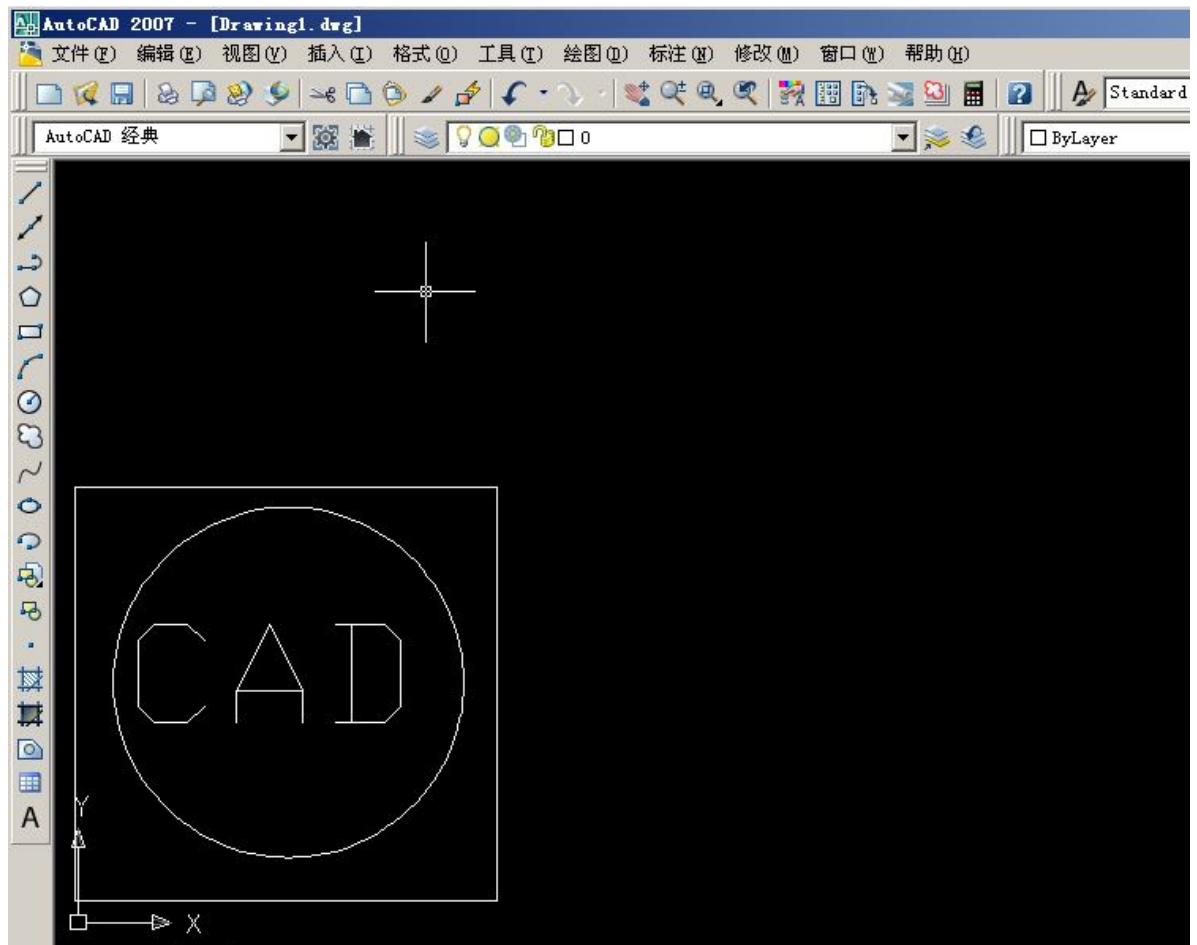 AutoCAD 2007 - [Drawing1.dwg]
文件(F) 编辑(E) 视图(V) 插入(I) 格式(O) 工具(T) 绘图(D) 标注(N) 修改(M) 窗口(W) 帮助(H)
Standard
AutoCAD 经典 0 ByLayer
CAD
Y
A
X